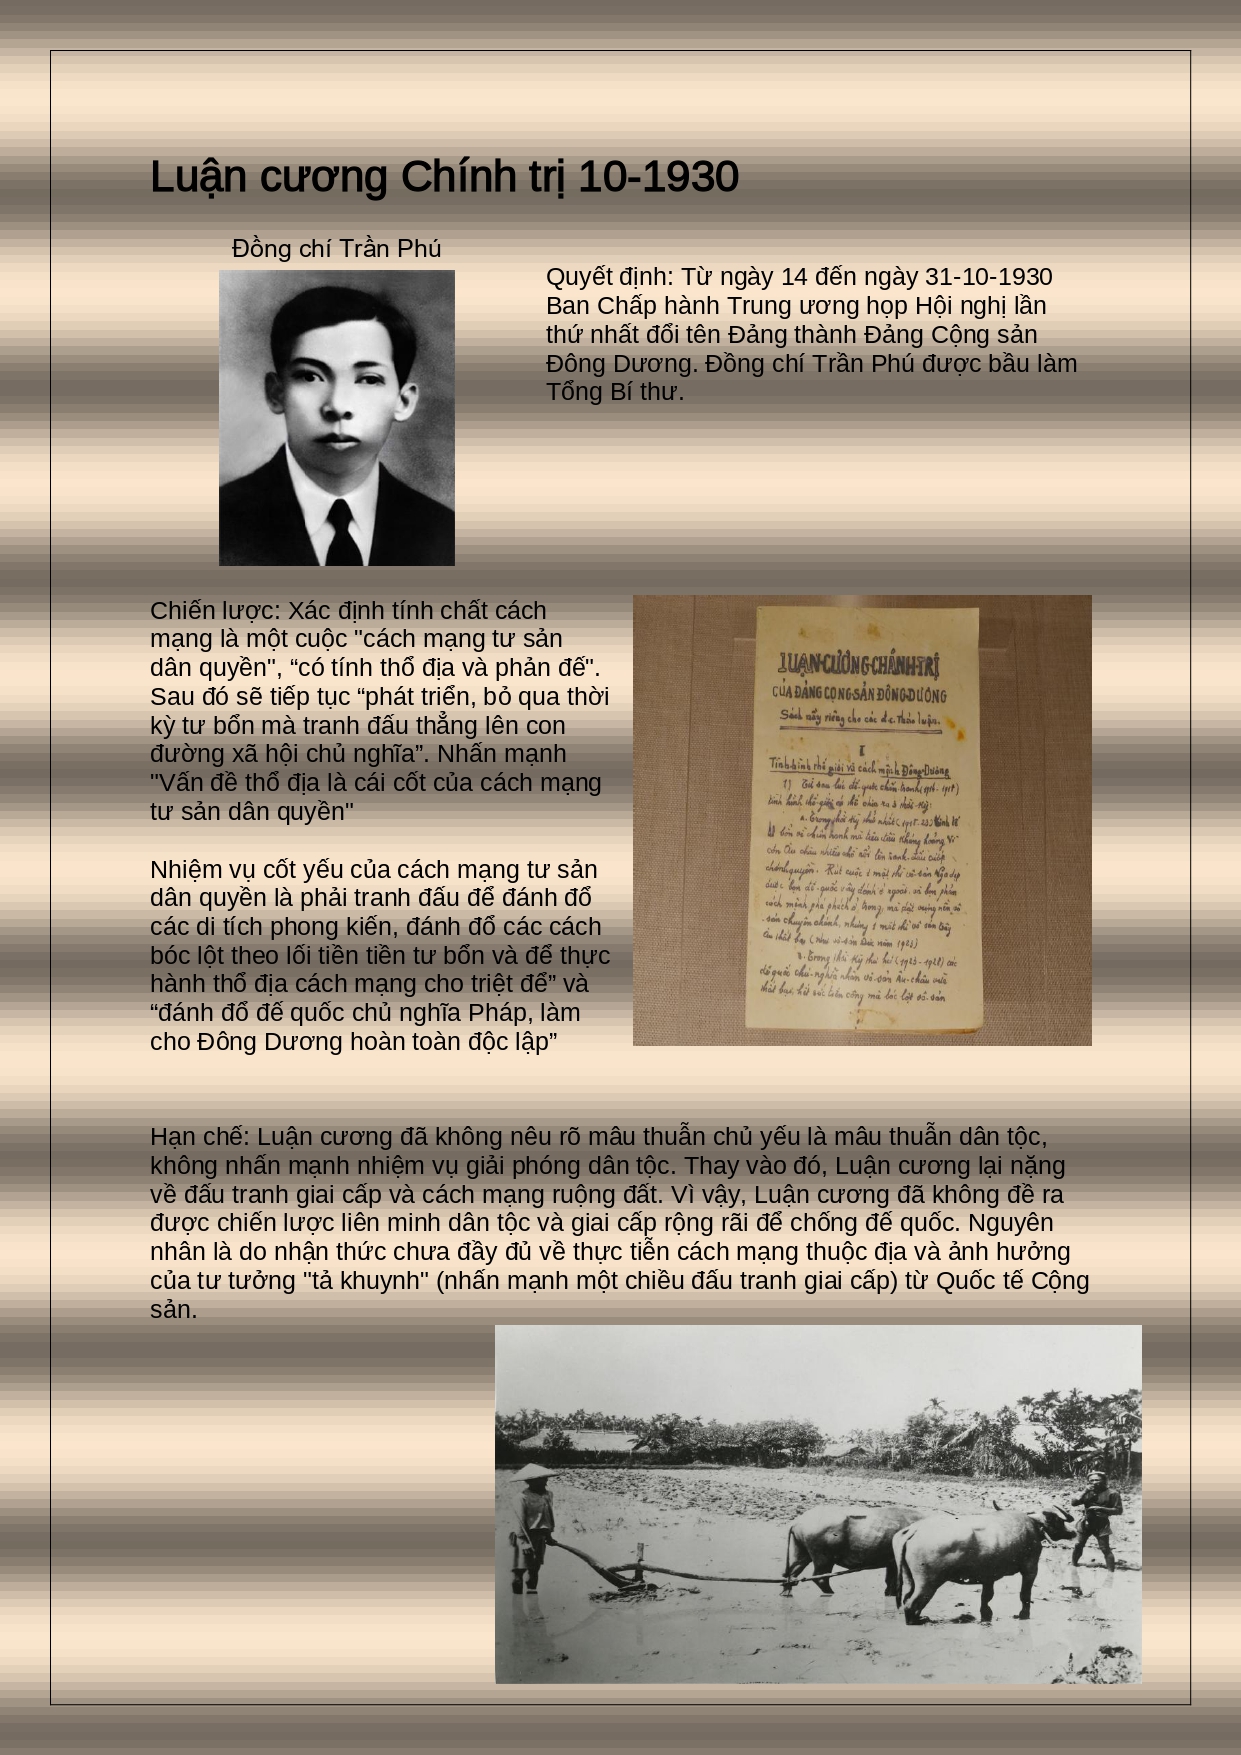 Luận cương Chính trị 10-1930
Đồng chí Trần Phú
Quyết định: Từ ngày 14 đến ngày 31-10-1930
Ban Chấp hành Trung ương họp Hội nghị lần
thứ nhất đổi tên Đảng thành Đảng Cộng sản
Đông Dương. Đồng chí Trần Phú được bầu làm
Tổng Bí thư.
Chiến lược: Xác định tính chất cách
mạng là một cuộc "cách mạng tư sản
dân quyền", “có tính thổ địa và phản đế".
Sau đó sẽ tiếp tục “phát triển, bỏ qua thời
kỳ tư bổn mà tranh đấu thẳng lên con
đường xã hội chủ nghĩa”. Nhấn mạnh
"Vấn đề thổ địa là cái cốt của cách mạng
tư sản dân quyền"
Nhiệm vụ cốt yếu của cách mạng tư sản
dân quyền là phải tranh đấu để đánh đổ
các di tích phong kiến, đánh đổ các cách
bóc lột theo lối tiền tiền tư bổn và để thực
hành thổ địa cách mạng cho triệt để” và
“đánh đổ đế quốc chủ nghĩa Pháp, làm
cho Đông Dương hoàn toàn độc lập”
LUẬN-CƯƠNG-CHÁNH-TRỊ
CỦA ĐẢNG CỘNG-SẢN ĐÔNG-DƯƠNG
Sách nầy riêng cho các đ.c. thảo luận.
I
Tình-hình thế giới và cách mệnh Đông-Dương
Hạn chế: Luận cương đã không nêu rõ mâu thuẫn chủ yếu là mâu thuẫn dân tộc,
không nhấn mạnh nhiệm vụ giải phóng dân tộc. Thay vào đó, Luận cương lại nặng
về đấu tranh giai cấp và cách mạng ruộng đất. Vì vậy, Luận cương đã không đề ra
được chiến lược liên minh dân tộc và giai cấp rộng rãi để chống đế quốc. Nguyên
nhân là do nhận thức chưa đầy đủ về thực tiễn cách mạng thuộc địa và ảnh hưởng
của tư tưởng "tả khuynh" (nhấn mạnh một chiều đấu tranh giai cấp) từ Quốc tế Cộng
sản.